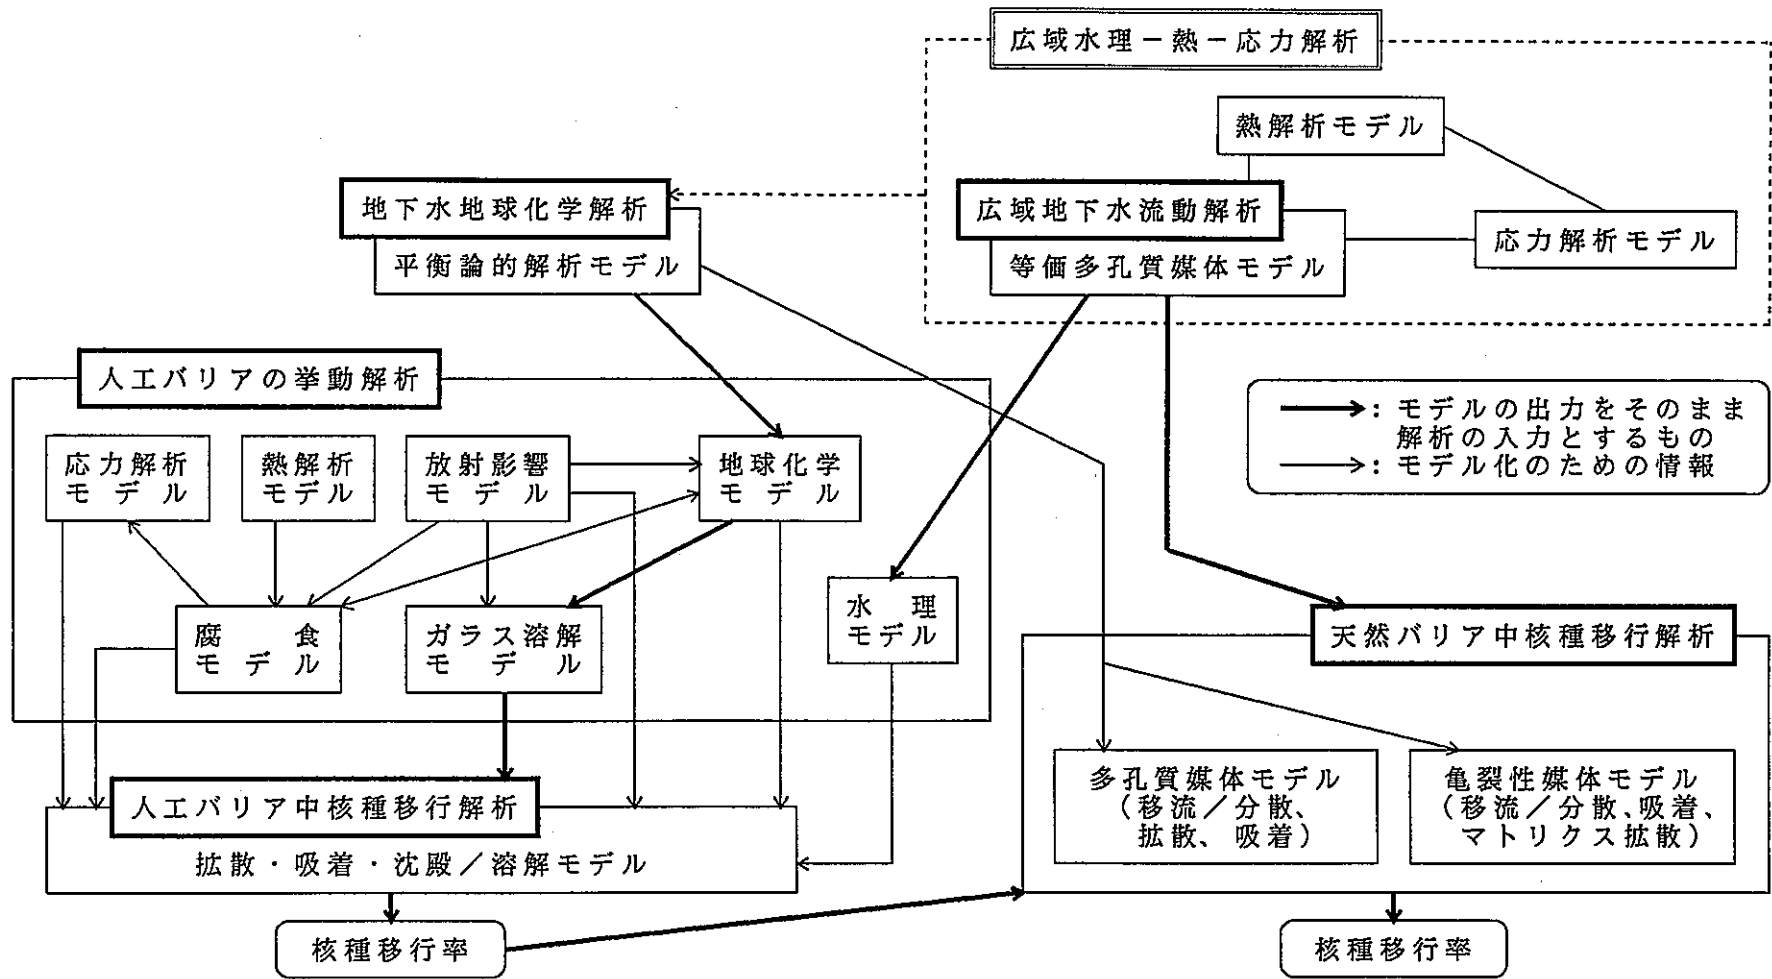 広域水理－熱－応力解析
熱解析モデル
地下水地球化学解析
平衡論的解析モデル
広域地下水流動解析
等価多孔質媒体モデル
応力解析モデル
人工バリアの挙動解析
→: モデルの出力をそのまま
解析の入力とするもの
→: モデル化のための情報
応力解析
モデル
熱解析
モデル
放射影響
モデル
地球化学
モデル
腐食
モデル
ガラス溶解
モデル
水理
モデル
天然バリア中核種移行解析
多孔質媒体モデル
(移流／分散、
拡散、吸着)
亀裂性媒体モデル
(移流／分散、吸着、
マトリクス拡散)
人工バリア中核種移行解析
拡散・吸着・沈殿／溶解モデル
核種移行率
核種移行率